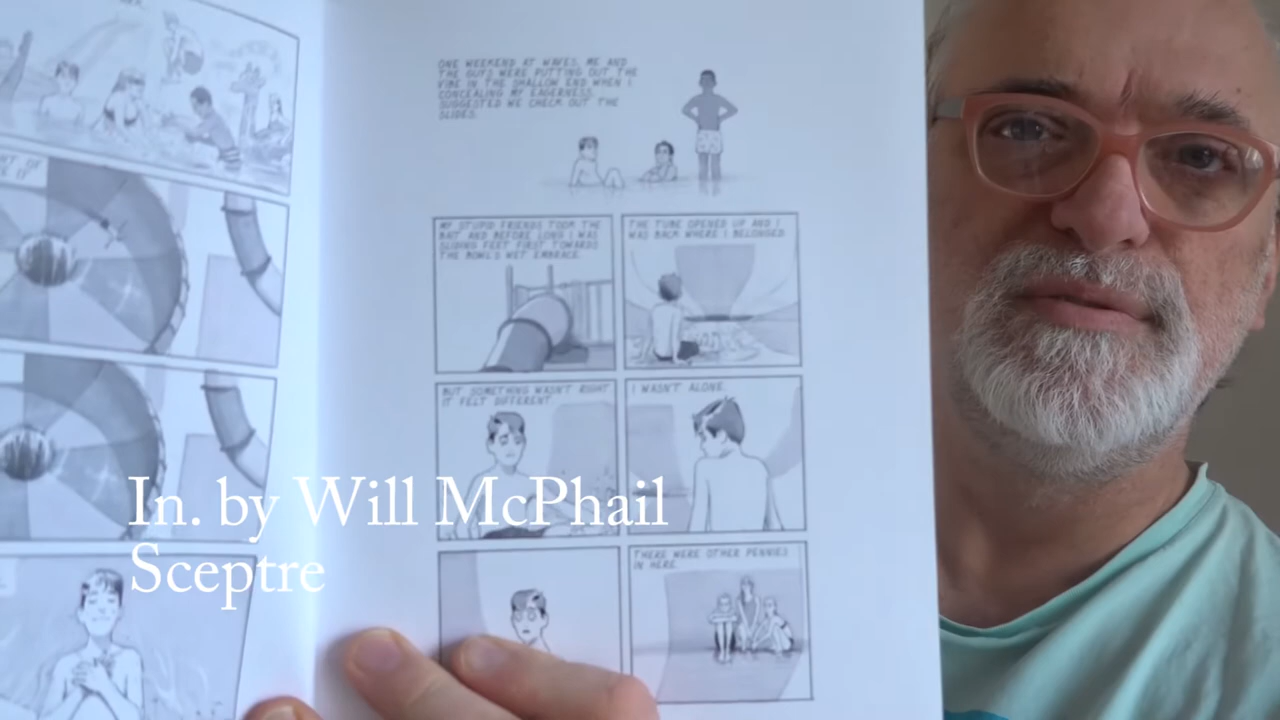 ONE WEEKEND AT WAVES, ME AND
THE GUYS WERE PUTTING OUT THE
VIBE IN THE SHALLOW END WHEN I
CONCEALING MY EAGERNESS,
SUGGESTED WE CHECK OUT THE
SLIDES.
MY STUPID FRIENDS TOOK THE
BAIT AND BEFORE LONG I WAS
SLIDING FEET FIRST TOWARDS
THE BOWL'S WET EMBRACE.
THE TUBE OPENED UP AND I
WAS BACK WHERE I BELONGED
BUT SOMETHING WASN'T RIGHT
IT FELT DIFFERENT
I WASN'T ALONE.
THERE WERE OTHER PENNIES
IN HERE.
In. by Will McPhail
Sceptre